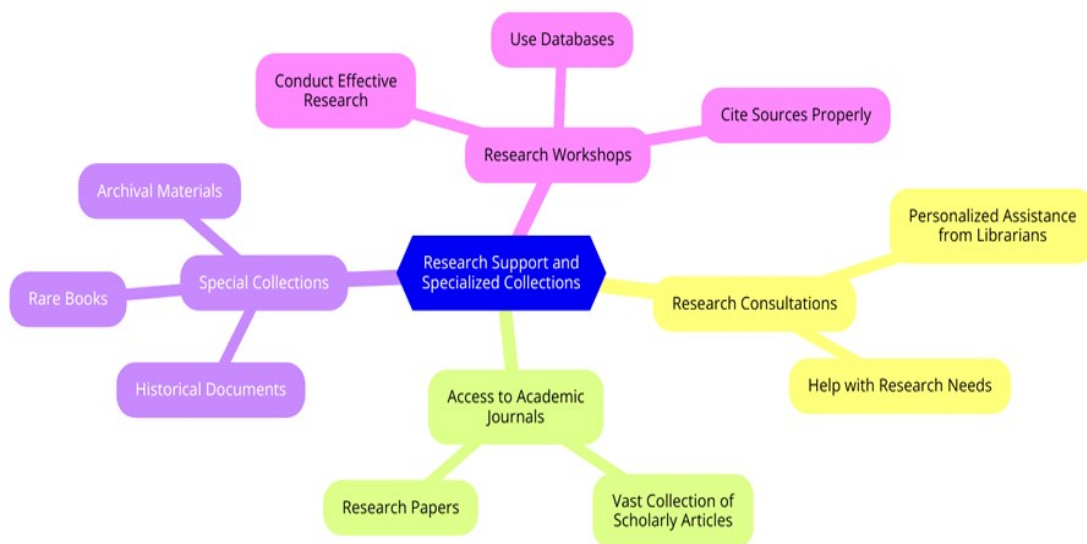 Use Databases
Conduct Effective
Research
Cite Sources Properly
Research Workshops
Archival Materials
Personalized Assistance
from Librarians
Research Support and
Specialized Collections
Special Collections
Rare Books
Research Consultations
Historical Documents
Help with Research Needs
Access to Academic
Journals
Research Papers
Vast Collection of
Scholarly Articles